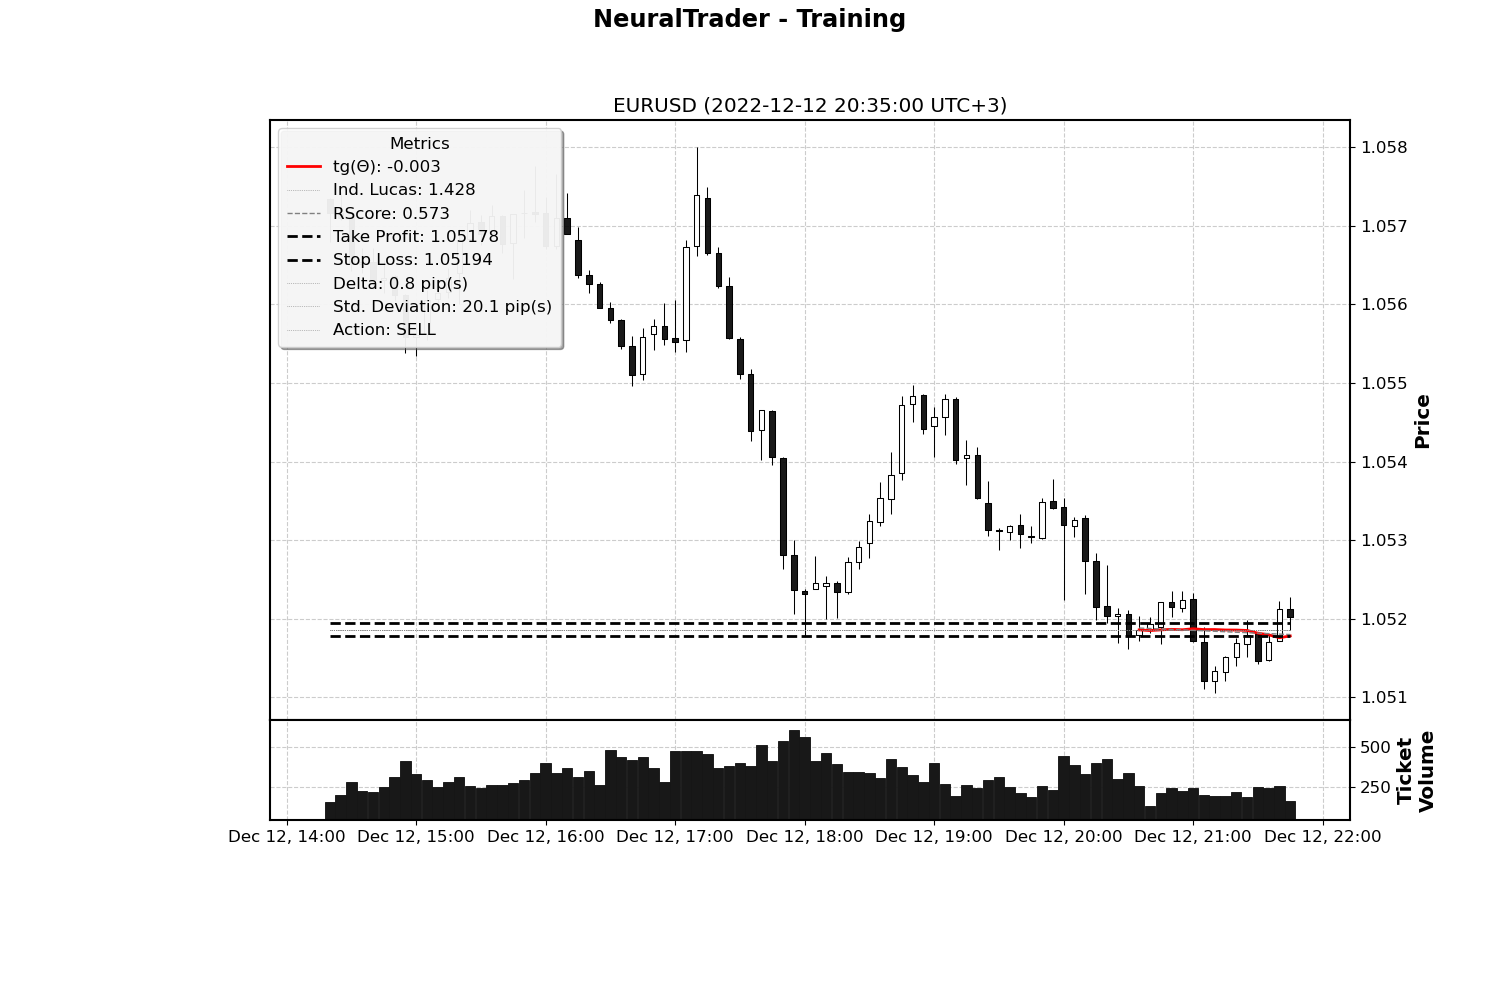 NeuralTrader - Training
EURUSD (2022-12-12 20:35:00 UTC+3)
Metrics
tg(Θ): -0.003
Ind. Lucas: 1.428
RScore: 0.573
Take Profit: 1.05178
Stop Loss: 1.05194
Delta: 0.8 pip(s)
Std. Deviation: 20.1 pip(s)
Action: SELL
1.058
1.057
1.056
1.055
1.054
1.053
1.052
1.051
Price
500
250
Ticket
Volume
Dec 12, 14:00 Dec 12, 15:00 Dec 12, 16:00 Dec 12, 17:00 Dec 12, 18:00 Dec 12, 19:00 Dec 12, 20:00 Dec 12, 21:00 Dec 12, 22:00